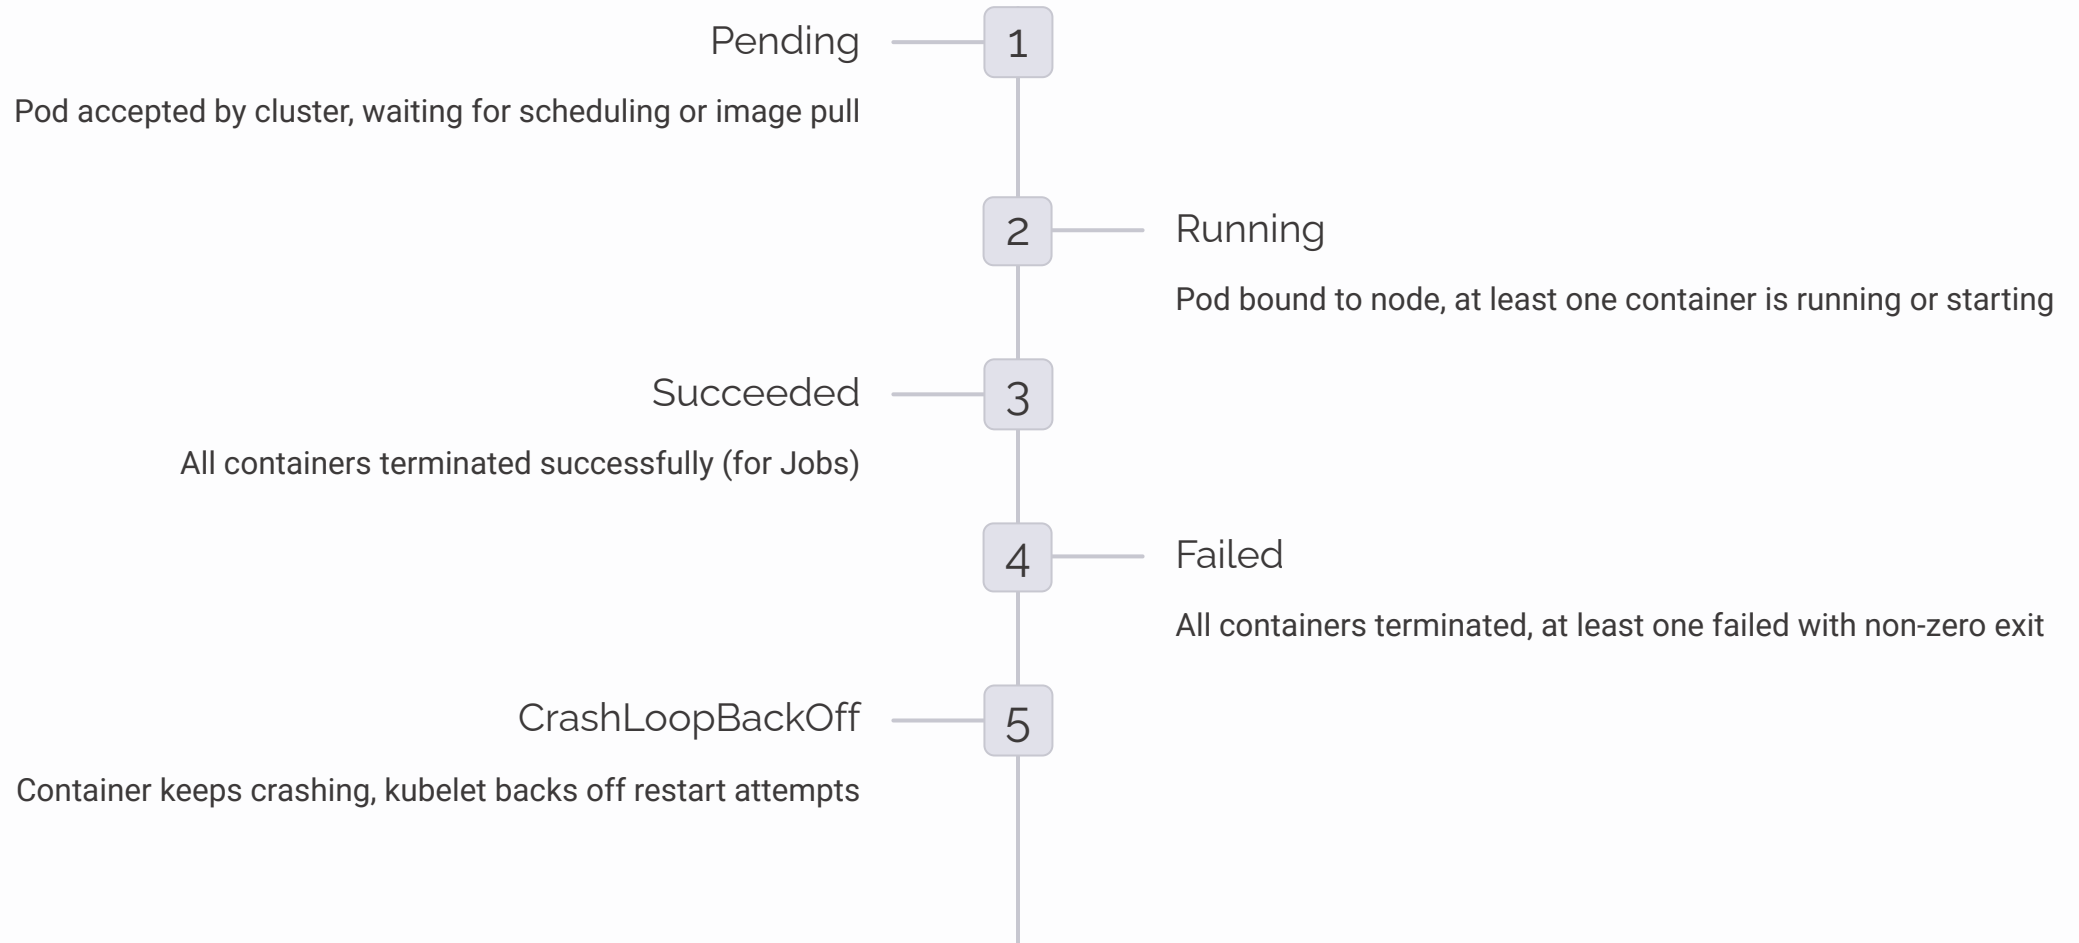 Pending
1
Pod accepted by cluster, waiting for scheduling or image pull
2
Running
Pod bound to node, at least one container is running or starting
Succeeded
3
All containers terminated successfully (for Jobs)
4
Failed
All containers terminated, at least one failed with non-zero exit
CrashLoopBackOff
5
Container keeps crashing, kubelet backs off restart attempts